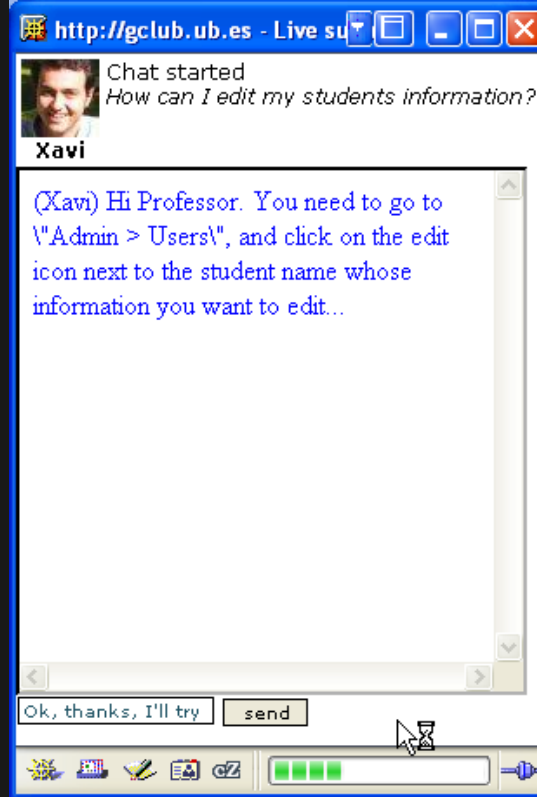 http://gclub.ub.es - Live su
Chat started
How can I edit my students information?
Xavi
(Xavi) Hi Professor. You need to go to
\"Admin > Users\", and click on the edit
icon next to the student name whose
information you want to edit...
Ok, thanks, I'll try
send
cZ